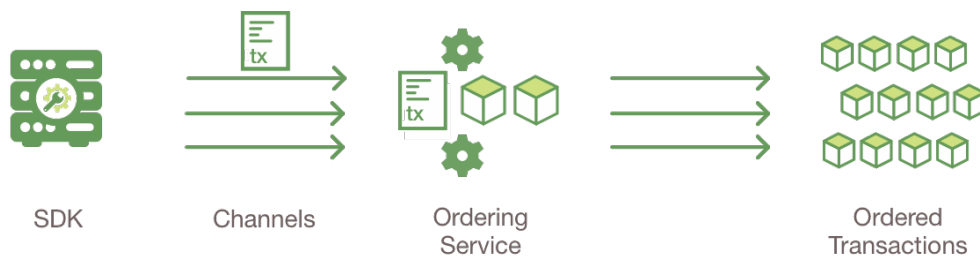 tx
tx
SDK
Channels
Ordering
Service
Ordered
Transactions